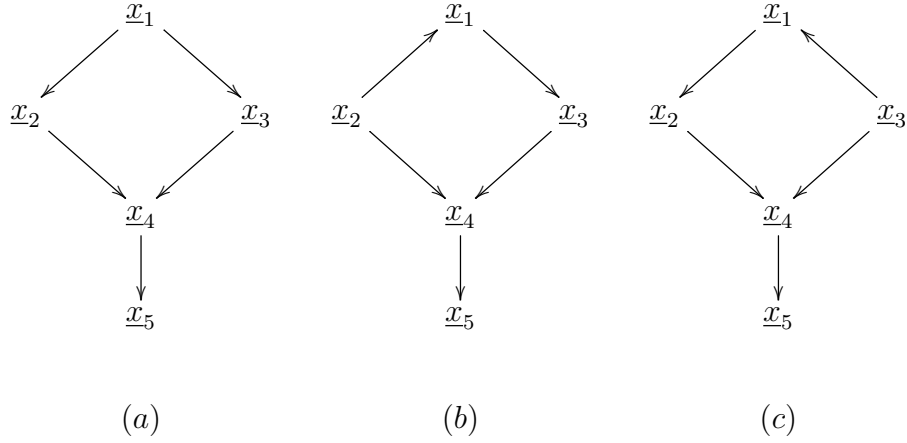 x₁ x₁ x₁
x₂ x₃ x₂ x₃ x₂ x₃
x₄ x₄ x₄
x₅ x₅ x₅
(a) (b) (c)